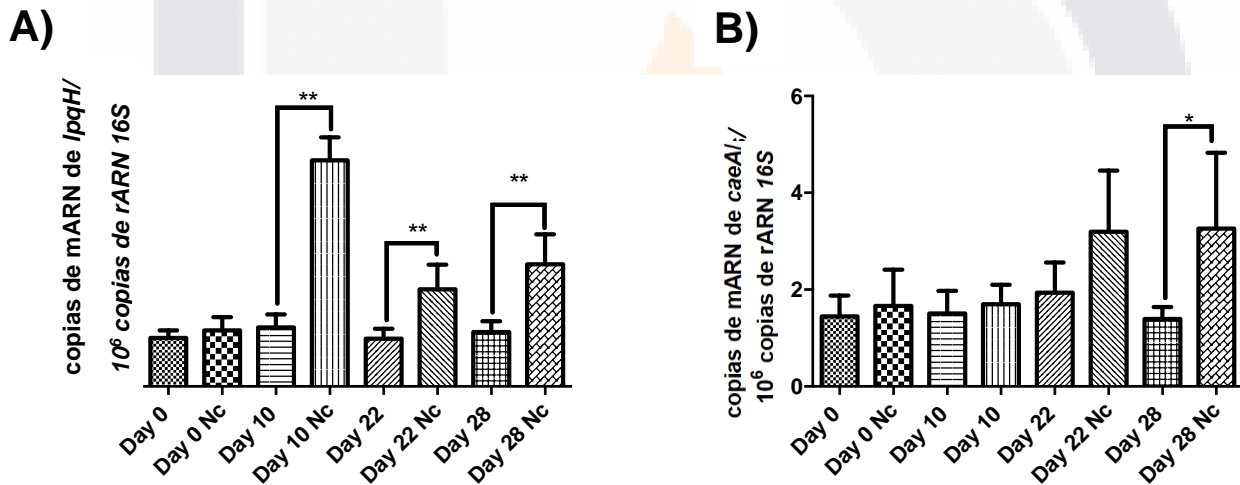 A)
copias de mARN de lpqH/
10⁶ copias de rARN 16S
**
**
**
Day 0
Day 0 Nc
Day 10
Day 10 Nc
Day 22
Day 22 Nc
Day 28
Day 28 Nc
B)
copias de mARN de caeAI;/
10⁶ copias de rARN 16S
6
4
2
0
*
Day 0
Day 0 Nc
Day 10
Day 10
Day 22
Day 22 Nc
Day 28
Day 28 Nc